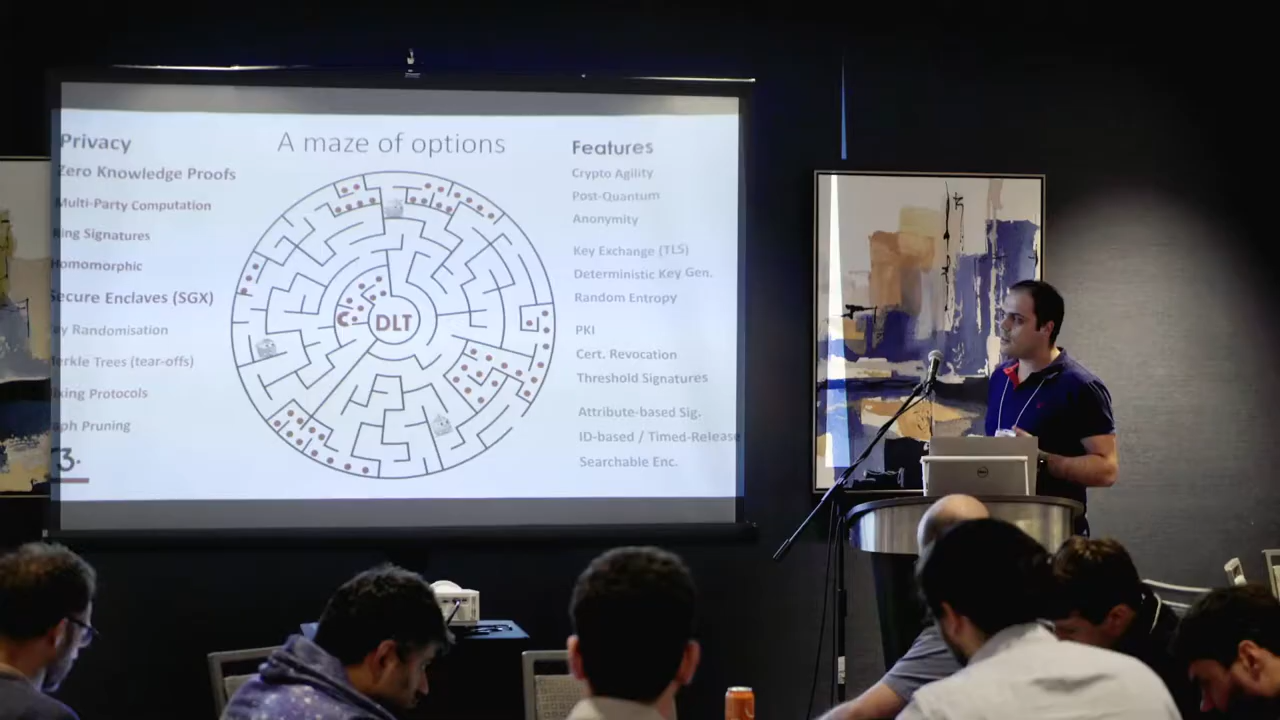 A maze of options
Privacy
Zero Knowledge Proofs
Multi-Party Computation
Ring Signatures
Homomorphic
Secure Enclaves (SGX)
Randomisation
Merkle Trees (tear-offs)
Protocols
Pruning
3.
DLT
Features
Crypto Agility
Post-Quantum
Anonymity
Key Exchange (TLS)
Deterministic Key Gen.
Random Entropy
PKI
Cert. Revocation
Threshold Signatures
Attribute-based Sig.
ID-based / Timed-Release
Searchable Enc.
DELL